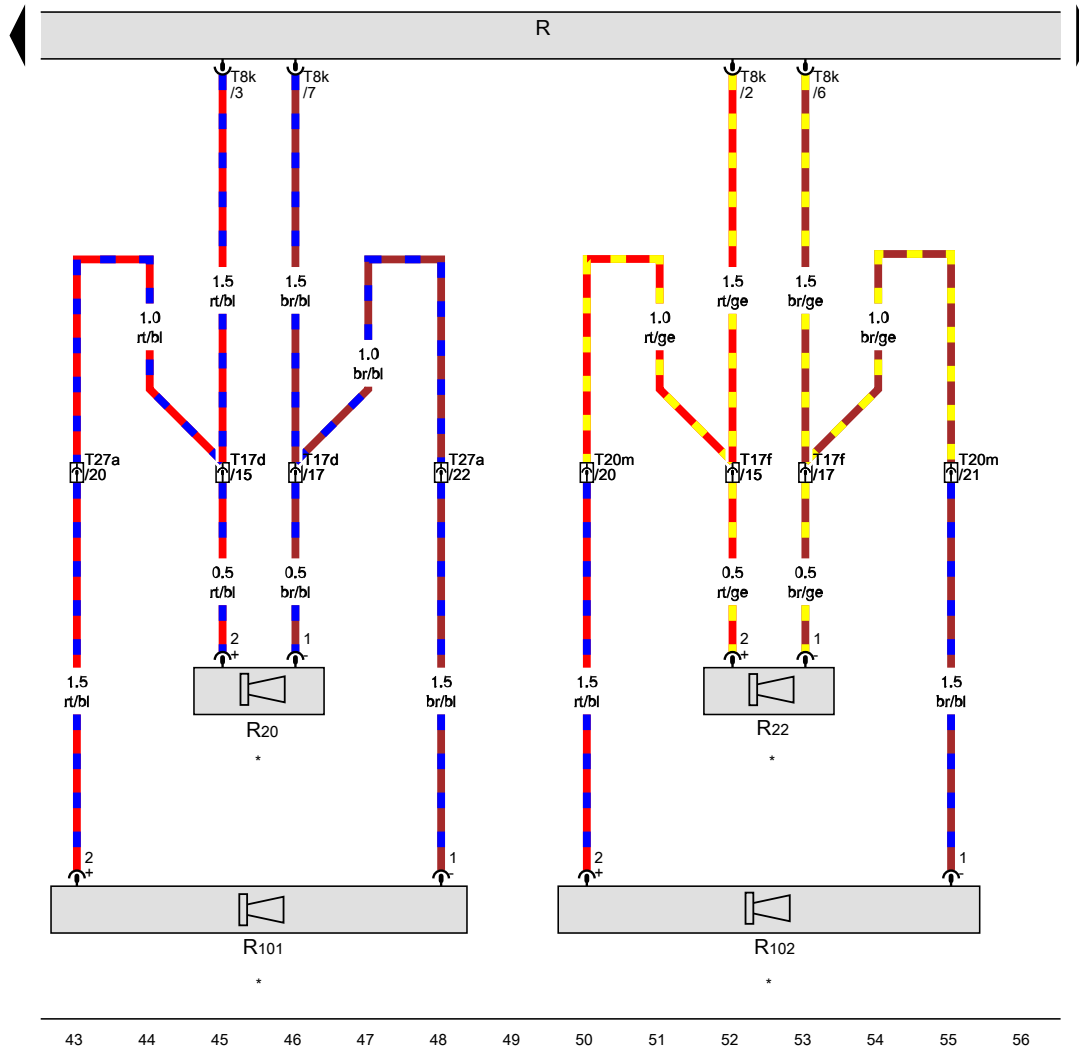 R
T8k
/3
T8k
/7
T8k
/2
T8k
/6
1.5
rt/bl
1.5
br/bl
1.5
rt/ge
1.5
br/ge
1.0
rt/bl
1.0
br/bl
1.0
rt/ge
1.0
br/ge
T27a
/20
T17d
/15
T17d
/17
T27a
/22
T20m
/20
T17f
/15
T17f
/17
T20m
/21
0.5
rt/bl
0.5
br/bl
0.5
rt/ge
0.5
br/ge
2
+
1
-
2
+
1
-
1.5
rt/bl
1.5
br/bl
1.5
rt/bl
1.5
br/bl
R20
*
R22
*
2
+
1
-
2
+
1
-
R101
*
R102
*
43 44 45 46 47 48 49 50 51 52 53 54 55 56